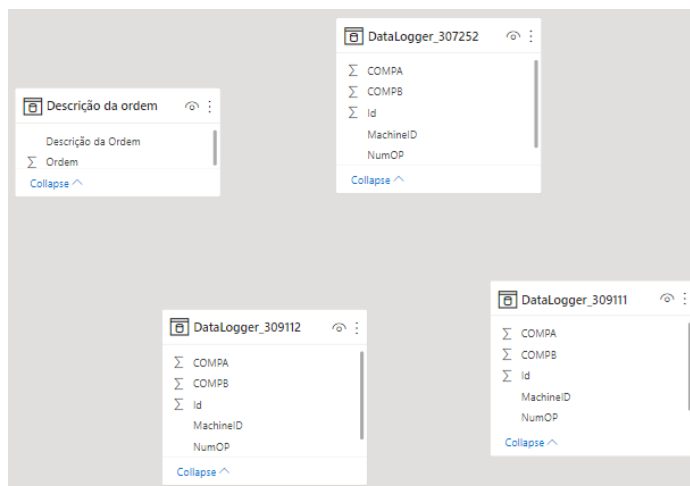 DataLogger_307252
Σ COMPA
Σ COMPB
Σ Id
MachineID
NumOP
Collapse
Descrição da ordem
Descrição da Ordem
Σ Ordem
Collapse
DataLogger_309112
Σ COMPA
Σ COMPB
Σ Id
MachineID
NumOP
Collapse
DataLogger_309111
Σ COMPA
Σ COMPB
Σ Id
MachineID
NumOP
Collapse